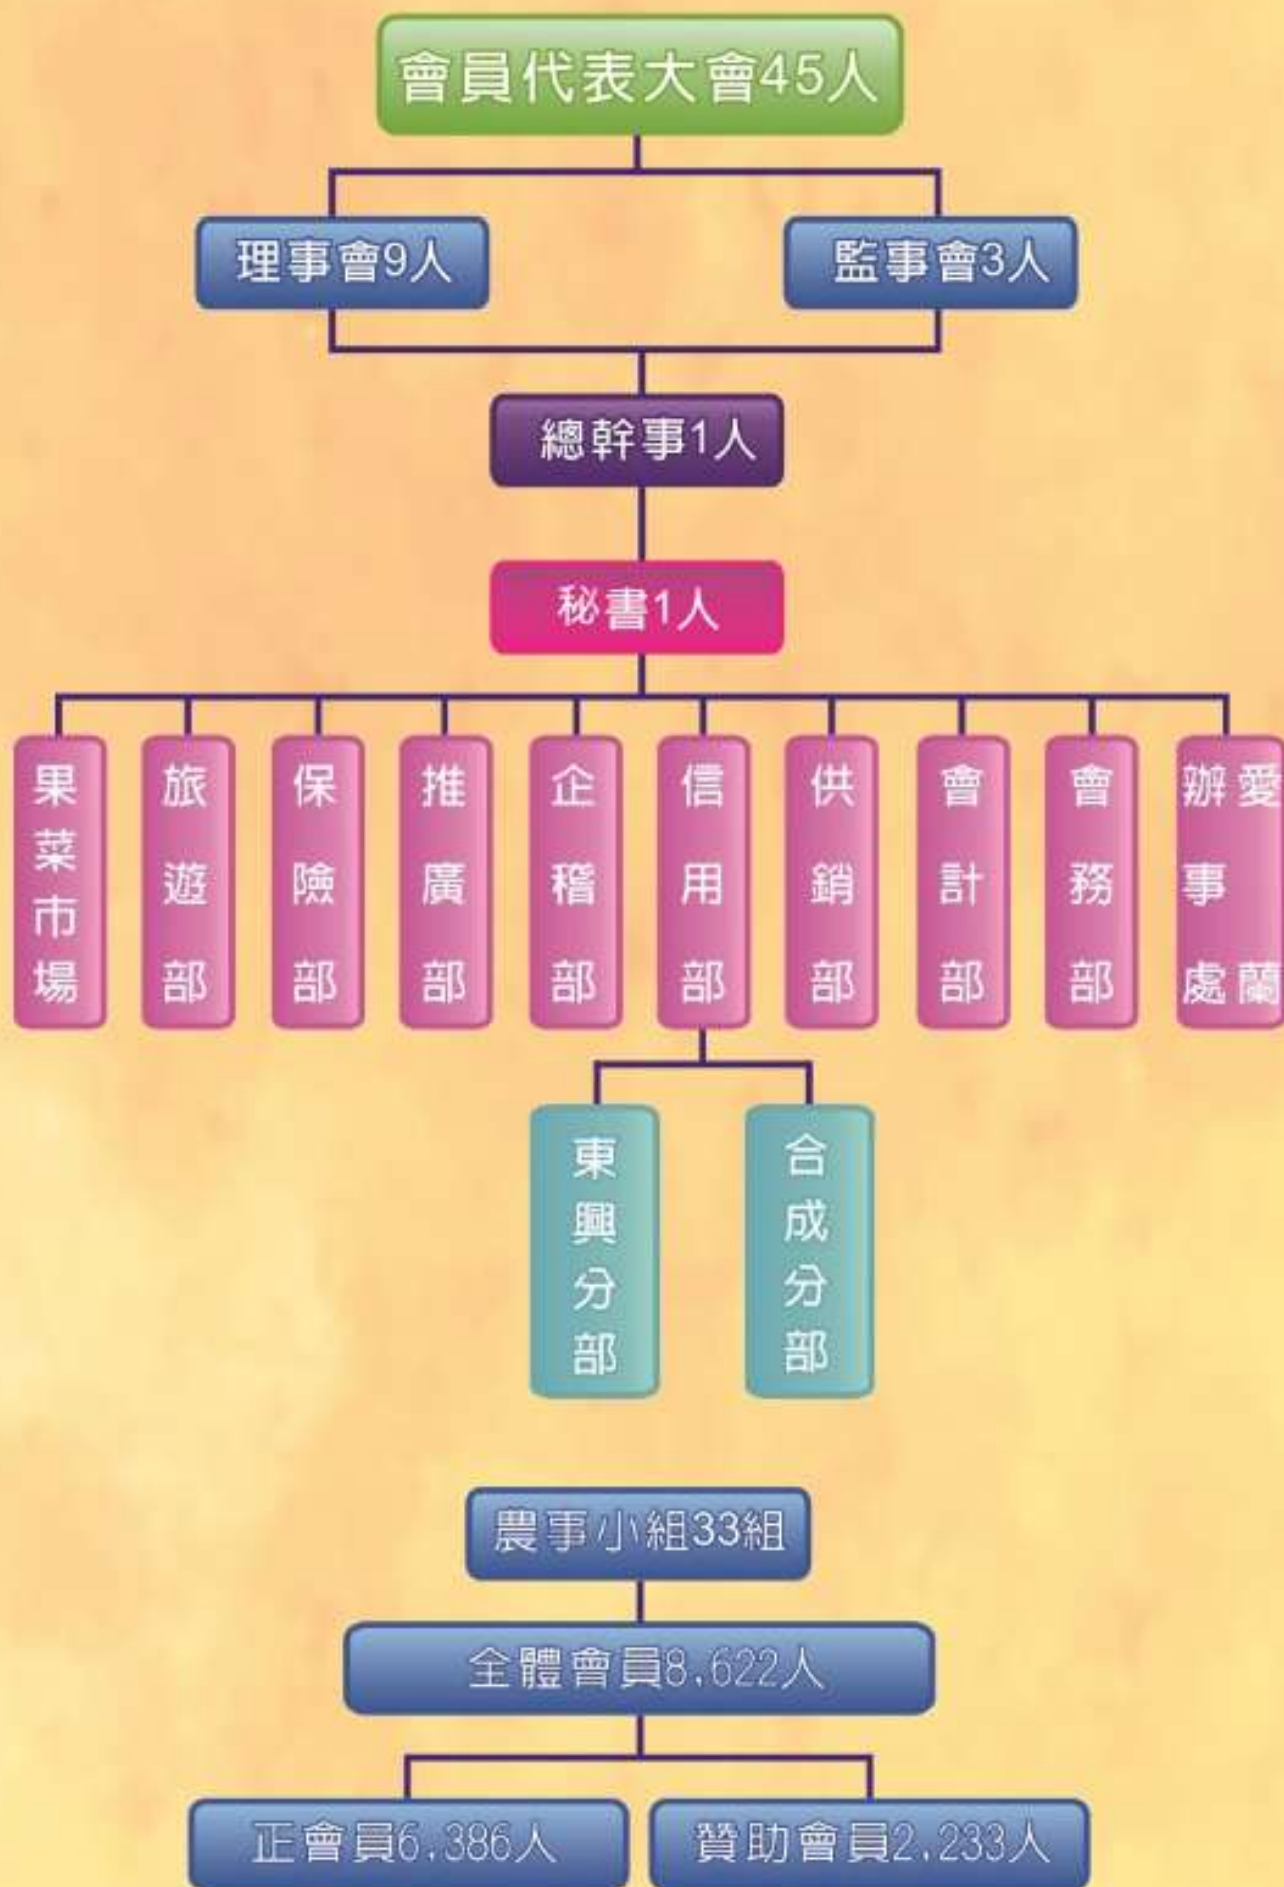 會員代表大會45人
理事會9人
監事會3人
總幹事1人
秘書1人
果菜市場
旅遊部
保險部
推廣部
企稽部
信用部
供銷部
會計部
會務部
愛蘭
辦事處
東興分部
合成分部
農事小組33組
全體會員8,622人
正會員6,386人
贊助會員2,233人